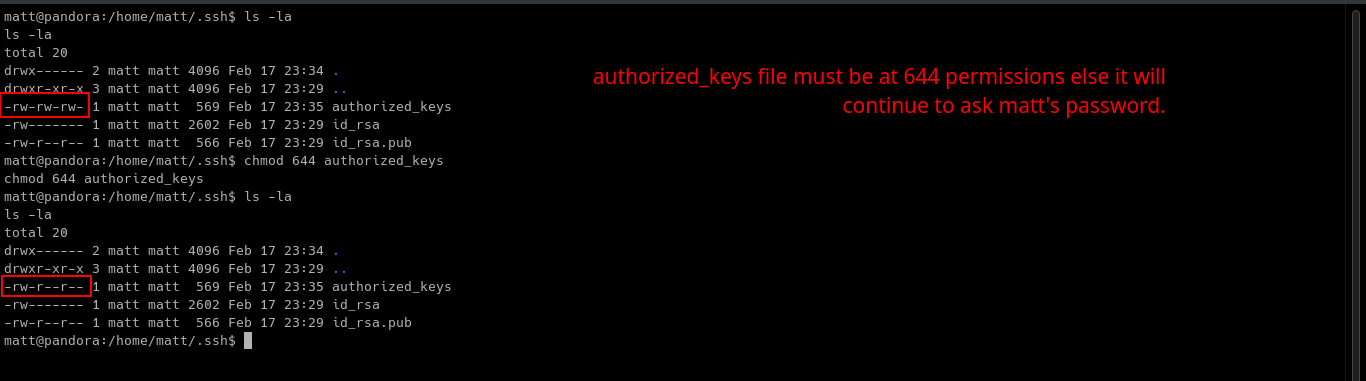 matt@pandora:/home/matt/.ssh$ ls -la
ls -la
total 20
drwx------ 2 matt matt 4096 Feb 17 23:34 .
drwxr-xr-x 3 matt matt 4096 Feb 17 23:29 ..
-rw-rw-rw- 1 matt matt  569 Feb 17 23:35 authorized_keys
-rw------- 1 matt matt 2602 Feb 17 23:29 id_rsa
-rw-r--r-- 1 matt matt  566 Feb 17 23:29 id_rsa.pub
matt@pandora:/home/matt/.ssh$ chmod 644 authorized_keys
chmod 644 authorized_keys
matt@pandora:/home/matt/.ssh$ ls -la
ls -la
total 20
drwx------ 2 matt matt 4096 Feb 17 23:34 .
drwxr-xr-x 3 matt matt 4096 Feb 17 23:29 ..
-rw-r--r-- 1 matt matt  569 Feb 17 23:35 authorized_keys
-rw------- 1 matt matt 2602 Feb 17 23:29 id_rsa
-rw-r--r-- 1 matt matt  566 Feb 17 23:29 id_rsa.pub
matt@pandora:/home/matt/.ssh$
authorized_keys file must be at 644 permissions else it will
continue to ask matt's password.